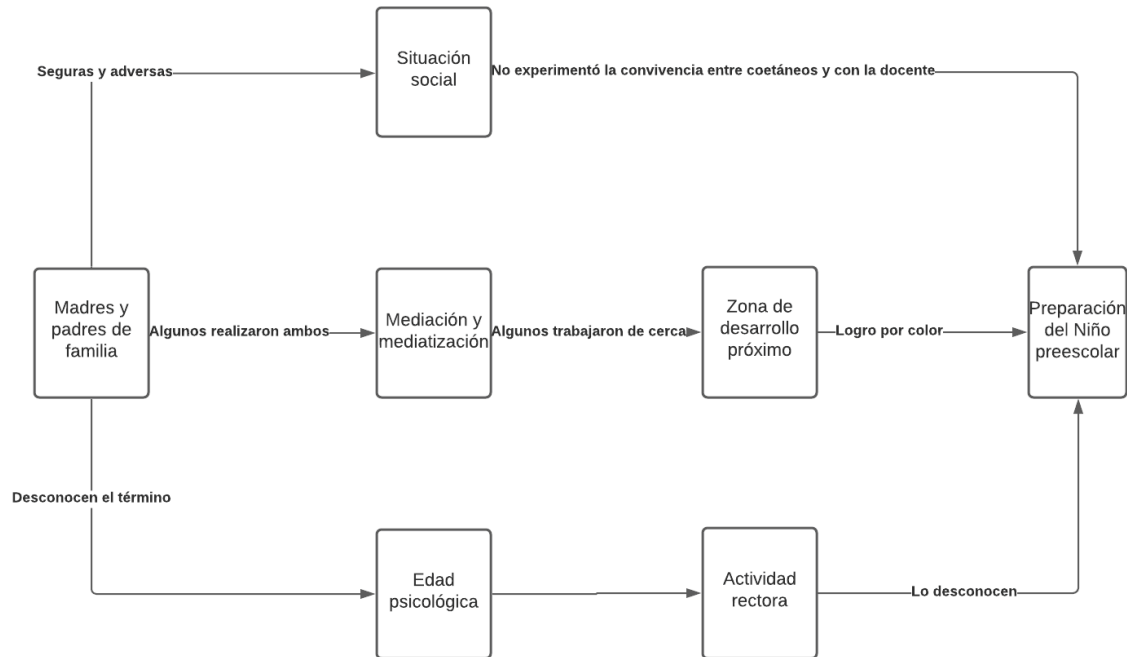 Situación
social
Seguras y adversas
No experimentó la convivencia entre coetáneos y con la docente
Madres y
padres de
familia
Algunos realizaron ambos
Mediación y
mediatización
Algunos trabajaron de cerca
Zona de
desarrollo
próximo
Logro por color
Preparación
del Niño
preescolar
Desconocen el término
Edad
psicológica
Actividad
rectora
Lo desconocen